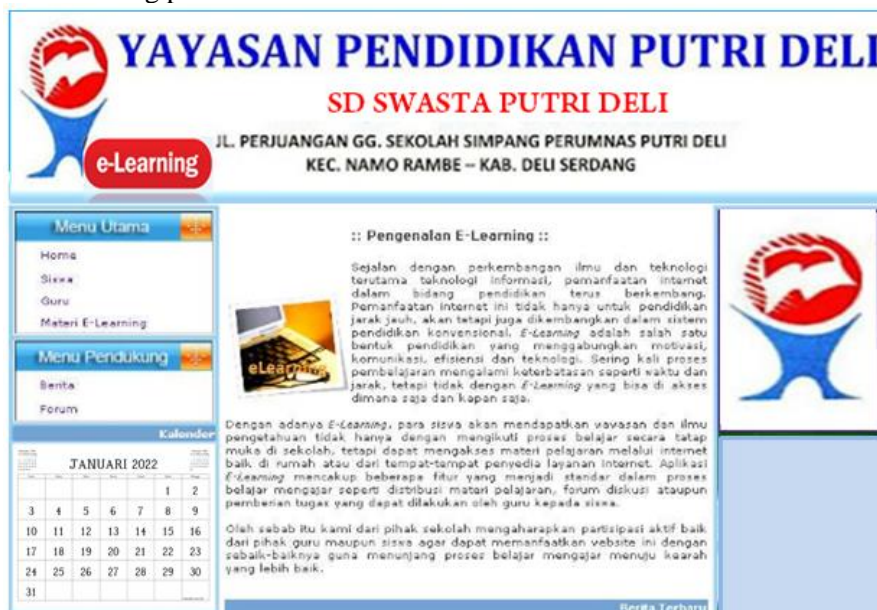 YAYASAN PENDIDIKAN PUTRI DELI
SD SWASTA PUTRI DELI
JL. PERJUANGAN GG. SEKOLAH SIMPANG PERUMNAS PUTRI DELI
KEC. NAMO RAMBE – KAB. DELI SERDANG
e-Learning
Menu Utama
Home
Siswa
Guru
Materi E-Learning
Menu Pendukung
Berita
Forum
Kalender
JANUARI 2022
1 2
3 4 5 6 7 8 9
10 11 12 13 14 15 16
17 18 19 20 21 22 23
24 25 26 27 28 29 30
31
:: Pengenalan E-Learning ::
eLearning
Sejalan dengan perkembangan ilmu dan teknologi
terutama teknologi informasi, pemanfaatan internet
dalam bidang pendidikan terus berkembang.
Pemanfaatan internet ini tidak hanya untuk pendidikan
jarak jauh, akan tetapi juga dikembangkan dalam sistem
pendidikan konvensional. E-Learning adalah salah satu
bentuk pendidikan yang menggabungkan motivasi,
komunikasi, efisiensi dan teknologi. Sering kali proses
pembelajaran mengalami keterbatasan seperti waktu dan
jarak, tetapi tidak dengan E-Learning yang bisa di akses
dimana saja dan kapan saja.
Dengan adanya E-Learning, para siswa akan mendapatkan wawasan dan ilmu
pengetahuan tidak hanya dengan mengikuti proses belajar secara tatap
muka di sekolah, tetapi dapat mengakses materi pelajaran melalui internet
baik di rumah atau dari tempat-tempat penyedia layanan internet. Aplikasi
E-Learning mencakup beberapa fitur yang menjadi standar dalam proses
belajar mengajar seperti distribusi materi pelajaran, forum diskusi ataupun
pemberian tugas yang dapat dilakukan oleh guru kepada siswa.
Oleh sebab itu kami dari pihak sekolah mengaharapkan partisipasi aktif baik
dari pihak guru maupun siswa agar dapat memanfaatkan website ini dengan
sebaik-baiknya guna menunjang proses belajar mengajar menuju kearah
yang lebih baik.
Berita Terbaru